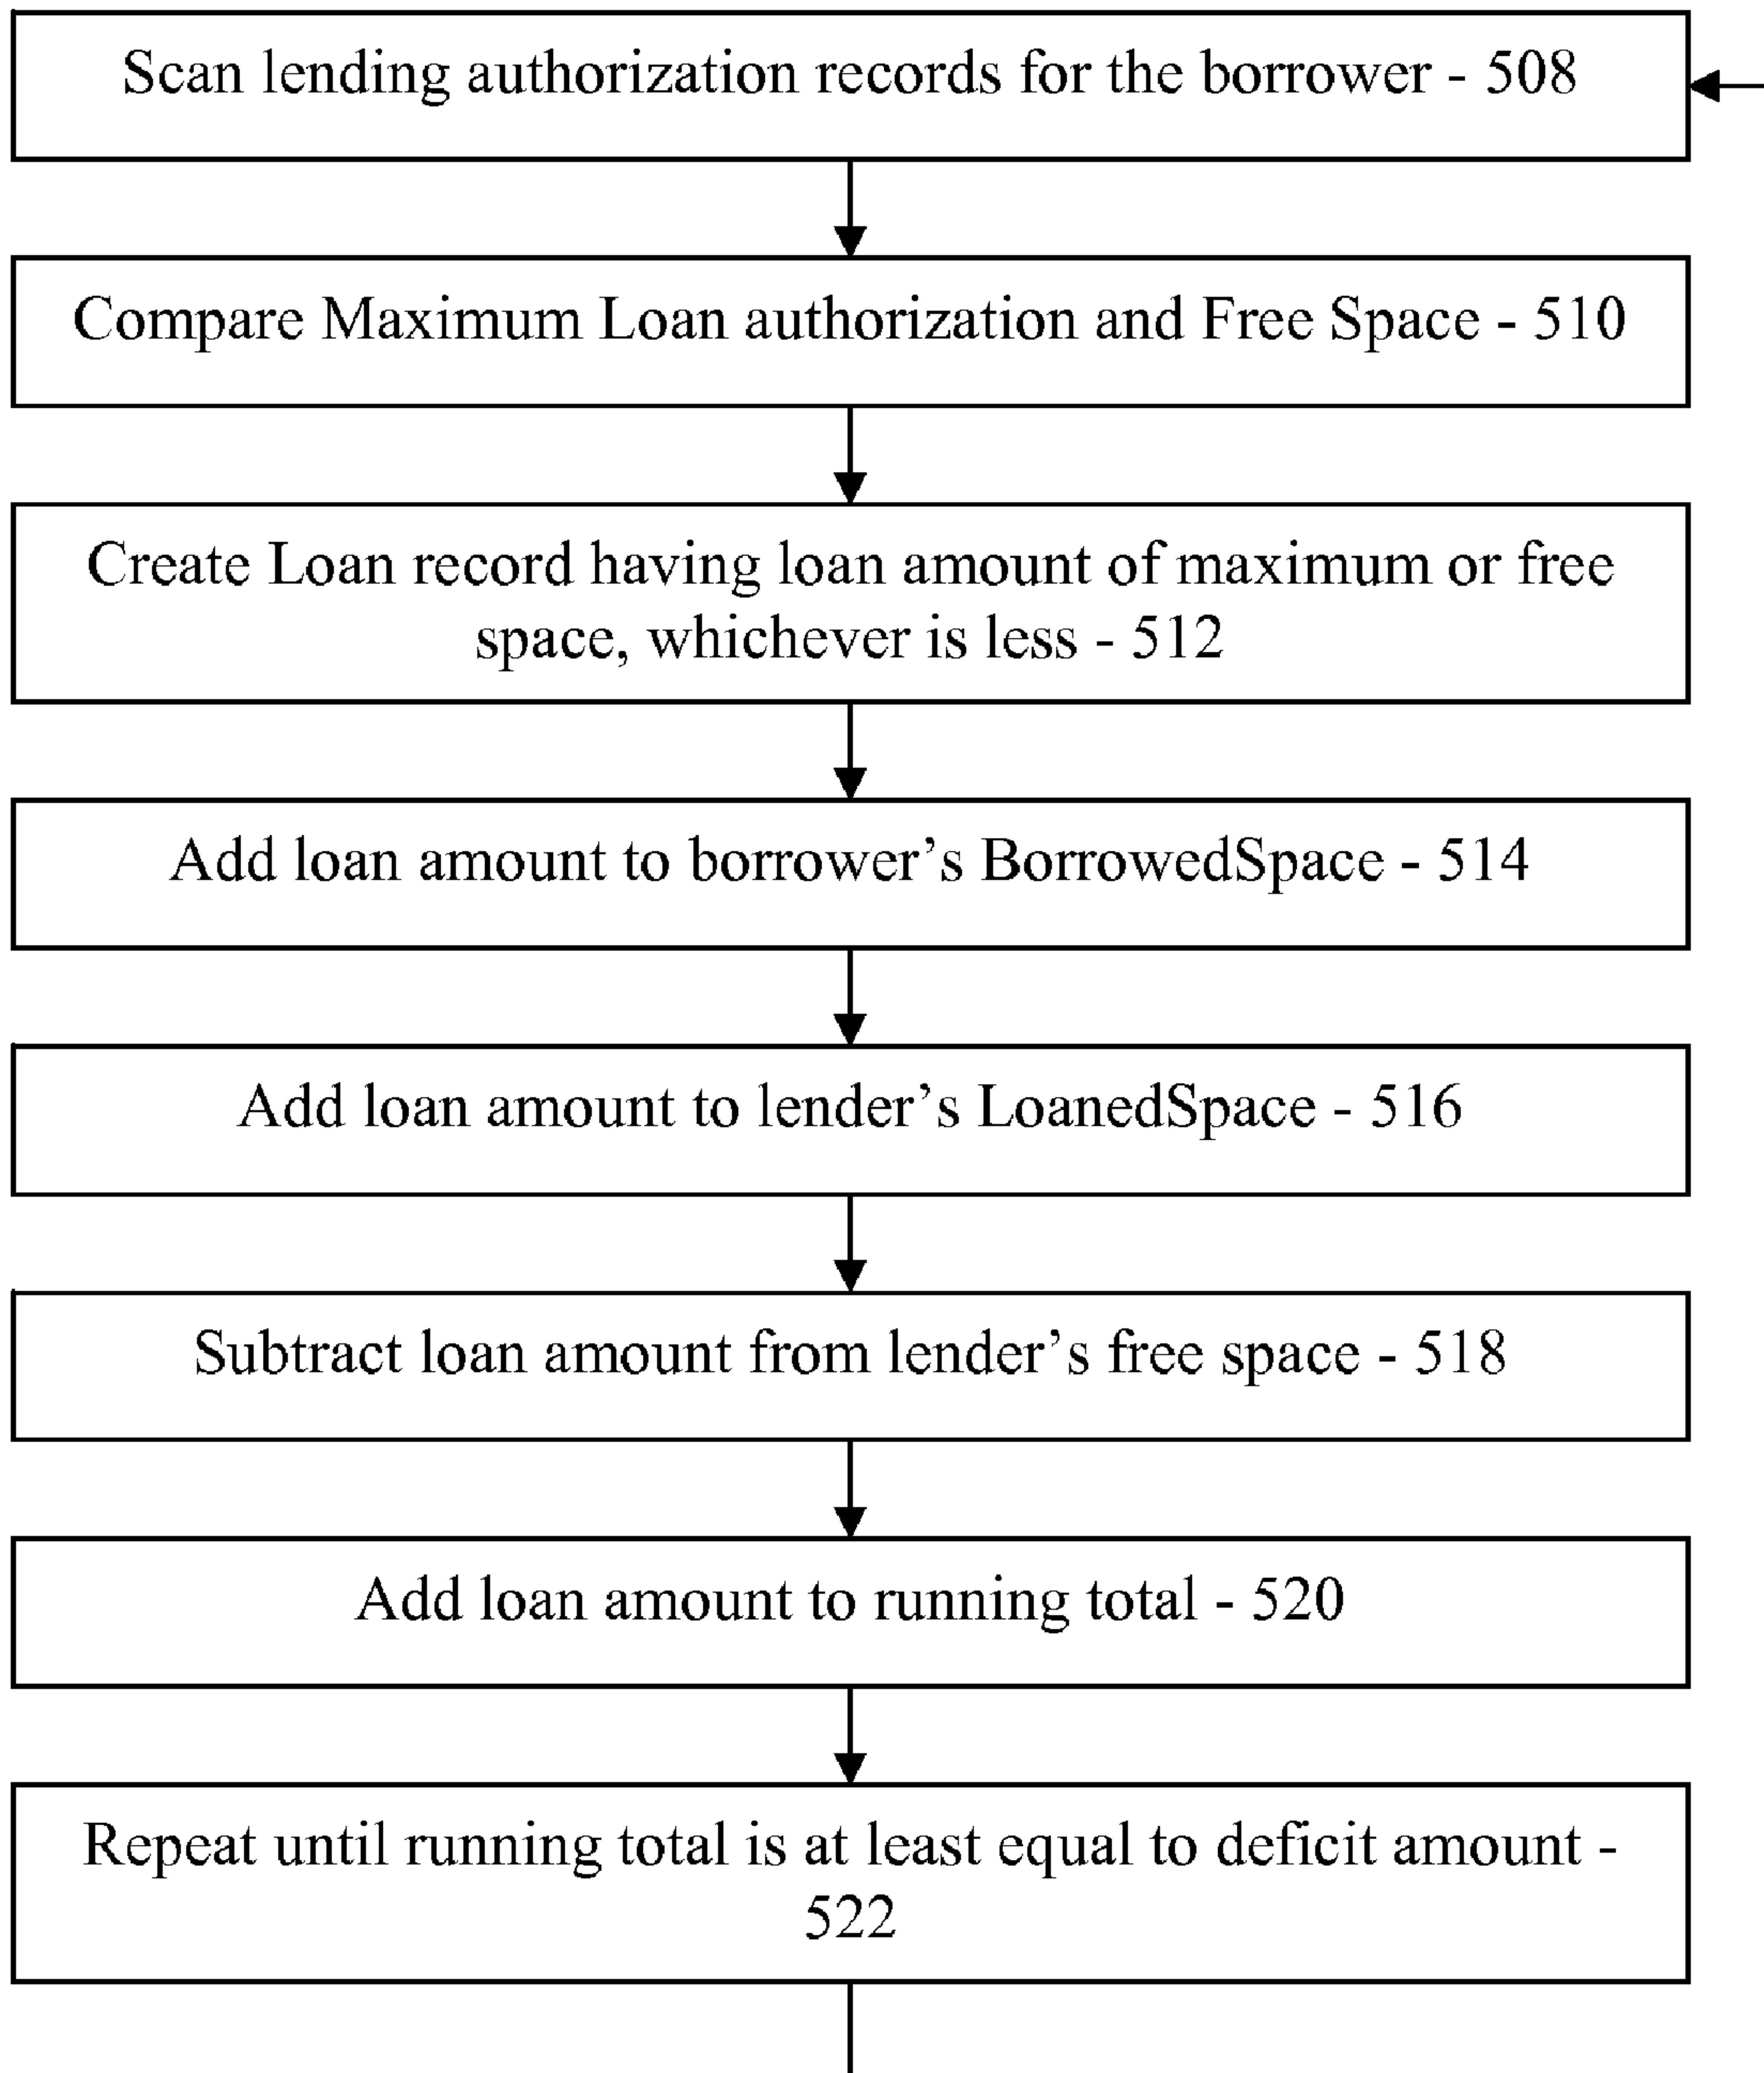 Scan lending authorization records for the borrower - 508
Compare Maximum Loan authorization and Free Space - 510
Create Loan record having loan amount of maximum or free
space, whichever is less - 512
Add loan amount to borrower’s BorrowedSpace - 514
Add loan amount to lender’s LoanedSpace - 516
Subtract loan amount from lender’s free space - 518
Add loan amount to running total - 520
Repeat until running total is at least equal to deficit amount -
522